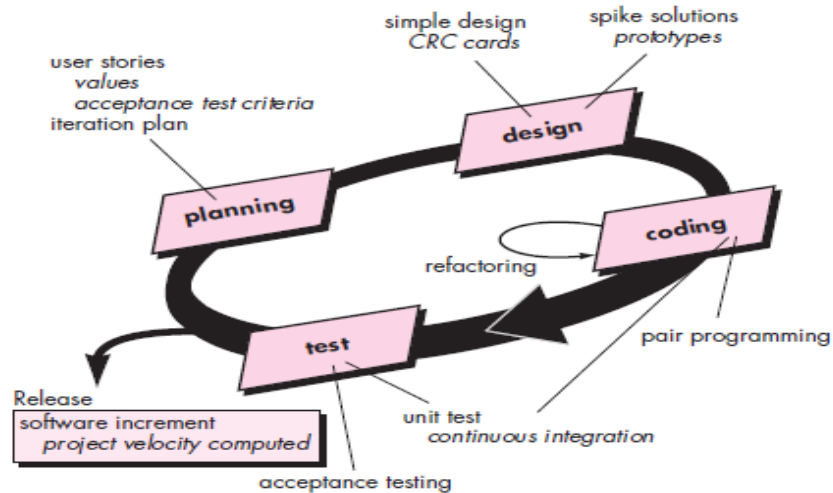 simple design
CRC cards
spike solutions
prototypes
user stories
values
acceptance test criteria
iteration plan
design
planning
coding
refactoring
test
pair programming
Release
software increment
project velocity computed
unit test
continuous integration
acceptance testing